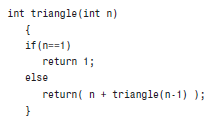 int triangle(int n)
{
if(n==1)
return 1;
else
return( n + triangle(n-1) );
}